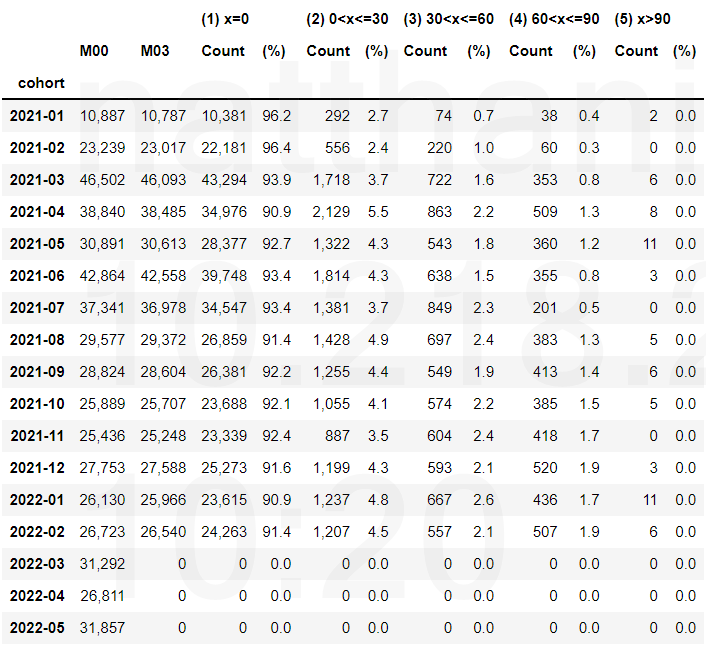 (1) x=0 (2) 0<x<=30 (3) 30<x<=60 (4) 60<x<=90 (5) x>90
M00 M03 Count (%) Count (%) Count (%) Count (%) Count (%)
cohort
2021-01 10,887 10,787 10,381 96.2 292 2.7 74 0.7 38 0.4 2 0.0
2021-02 23,239 23,017 22,181 96.4 556 2.4 220 1.0 60 0.3 0 0.0
2021-03 46,502 46,093 43,294 93.9 1,718 3.7 722 1.6 353 0.8 6 0.0
2021-04 38,840 38,485 34,976 90.9 2,129 5.5 863 2.2 509 1.3 8 0.0
2021-05 30,891 30,613 28,377 92.7 1,322 4.3 543 1.8 360 1.2 11 0.0
2021-06 42,864 42,558 39,748 93.4 1,814 4.3 638 1.5 355 0.8 3 0.0
2021-07 37,341 36,978 34,547 93.4 1,381 3.7 849 2.3 201 0.5 0 0.0
2021-08 29,577 29,372 26,859 91.4 1,428 4.9 697 2.4 383 1.3 5 0.0
2021-09 28,824 28,604 26,381 92.2 1,255 4.4 549 1.9 413 1.4 6 0.0
2021-10 25,889 25,707 23,688 92.1 1,055 4.1 574 2.2 385 1.5 5 0.0
2021-11 25,436 25,248 23,339 92.4 887 3.5 604 2.4 418 1.7 0 0.0
2021-12 27,753 27,588 25,273 91.6 1,199 4.3 593 2.1 520 1.9 3 0.0
2022-01 26,130 25,966 23,615 90.9 1,237 4.8 667 2.6 436 1.7 11 0.0
2022-02 26,723 26,540 24,263 91.4 1,207 4.5 557 2.1 507 1.9 6 0.0
2022-03 31,292 0 0 0.0 0 0.0 0 0.0 0 0.0 0 0.0
2022-04 26,811 0 0 0.0 0 0.0 0 0.0 0 0.0 0 0.0
2022-05 31,857 0 0 0.0 0 0.0 0 0.0 0 0.0 0 0.0